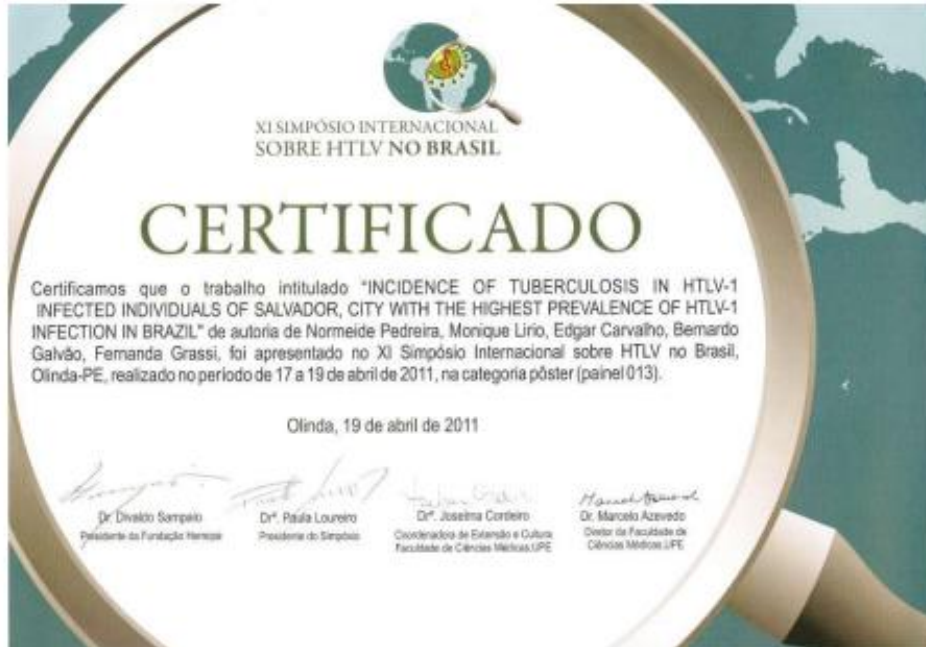 XI SIMPÓSIO INTERNACIONAL
SOBRE HTLV NO BRASIL
CERTIFICADO
Certificamos que o trabalho intitulado "INCIDENCE OF TUBERCULOSIS IN HTLV-1
INFECTED INDIVIDUALS OF SALVADOR, CITY WITH THE HIGHEST PREVALENCE OF HTLV-1
INFECTION IN BRAZIL" de autoria de Normeide Pedreira, Monique Lirio, Edgar Carvalho, Bernardo
Galvão, Fernanda Grassi, foi apresentado no XI Simpósio Internacional sobre HTLV no Brasil,
Olinda-PE, realizado no período de 17 a 19 de abril de 2011, na categoria pôster (painel 013).
Olinda, 19 de abril de 2011
Dr. Divaldo Sampaio
Presidente da Fundação Hemope
Drª. Paula Loureiro
Presidente do Simpósio
Drª. Joselma Cordeiro
Coordenadora de Extensão e Cultura
Faculdade de Ciências Médicas.UPE
Dr. Marcelo Azevedo
Diretor da Faculdade de
Ciências Médicas.UPE